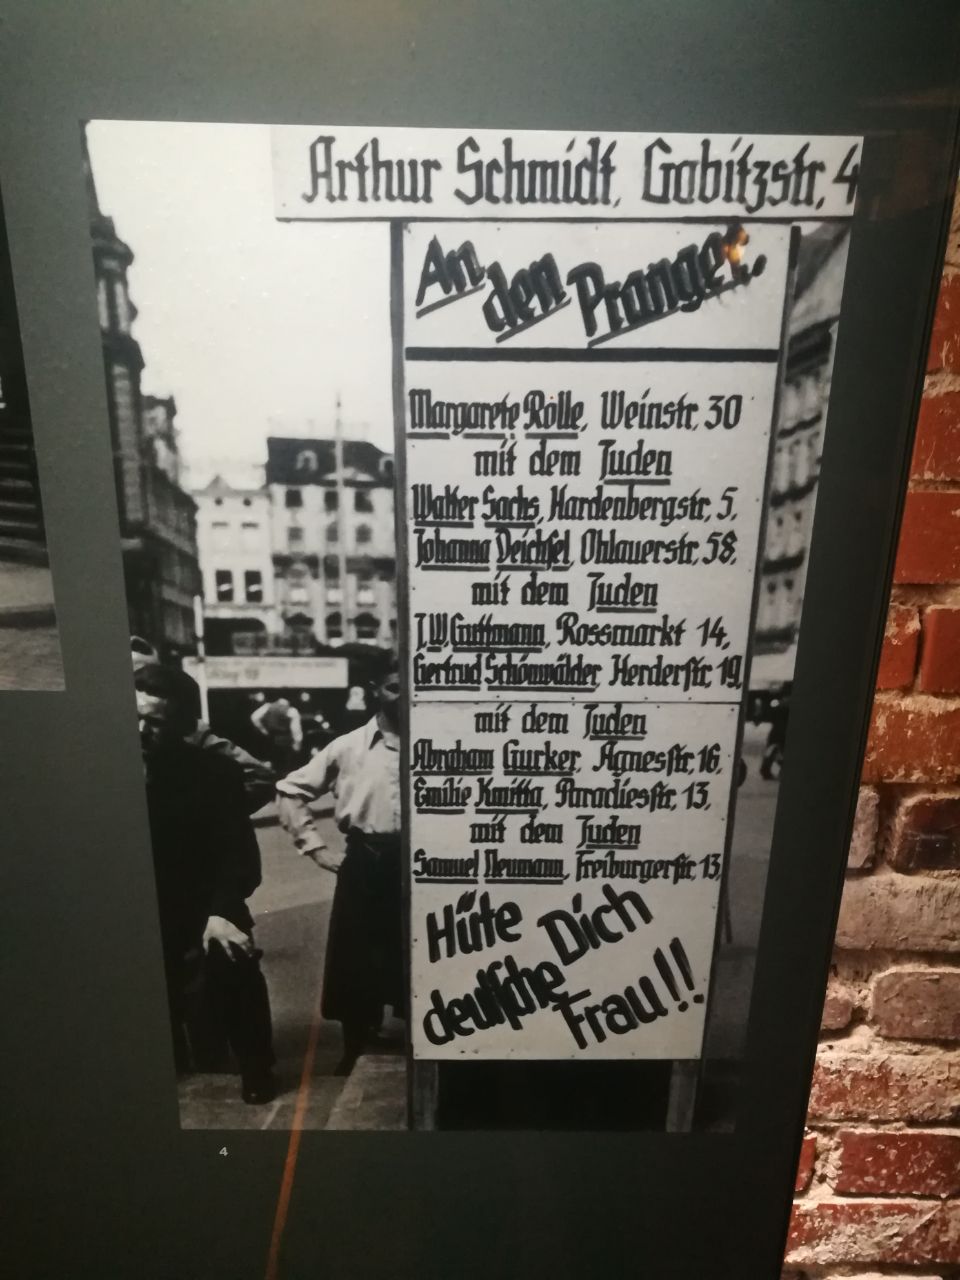 Arthur Schmidt, Gabitzstr. 4
An
den
Pranger.
Margarete Rolle, Weinstr. 30
mit dem Juden
Walter Sachs, Hardenbergstr. 5.
Johanna Deichsel, Ohlauerstr. 58.
mit dem Juden
J.W. Guttmann, Rossmarkt 14,
Gertrud Schönwälder, Herderstr. 19,
mit dem Juden
Abraham Gurker, Agnesstr. 16.
Emilie Kmitta, Paradiesstr. 13.
mit dem Juden
Samuel Neumann, Freiburgerstr. 13,
Hüte
Dich
deutsche
Frau!!
4